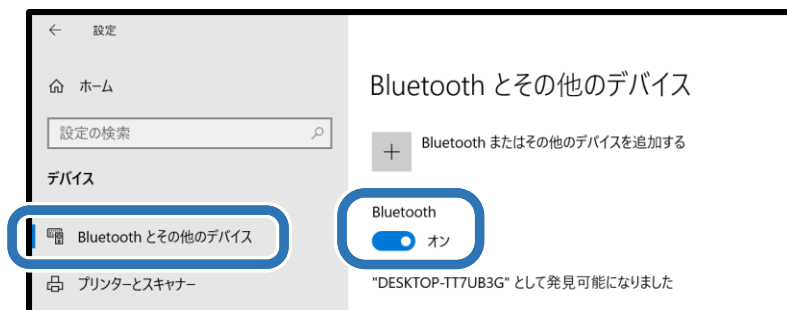 設定
ホーム
設定の検索
デバイス
Bluetooth とその他のデバイス
プリンターとスキャナー
Bluetooth とその他のデバイス
Bluetooth またはその他のデバイスを追加する
Bluetooth
オン
"DESKTOP-TT7UB3G" として発見可能になりました